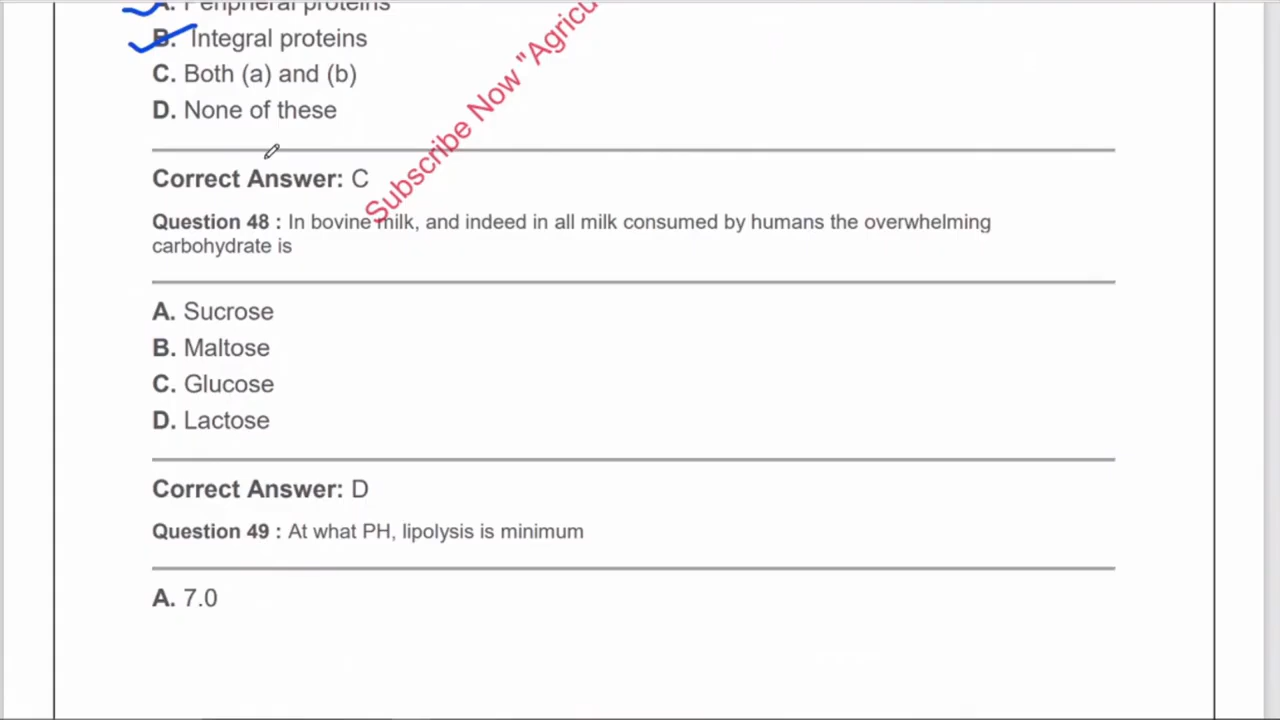 A. Peripheral proteins
B. Integral proteins
C. Both (a) and (b)
D. None of these
Correct Answer: C
Subscribe Now "Agricu
Question 48 : In bovine milk, and indeed in all milk consumed by humans the overwhelming
carbohydrate is
A. Sucrose
B. Maltose
C. Glucose
D. Lactose
Correct Answer: D
Question 49 : At what PH, lipolysis is minimum
A. 7.0